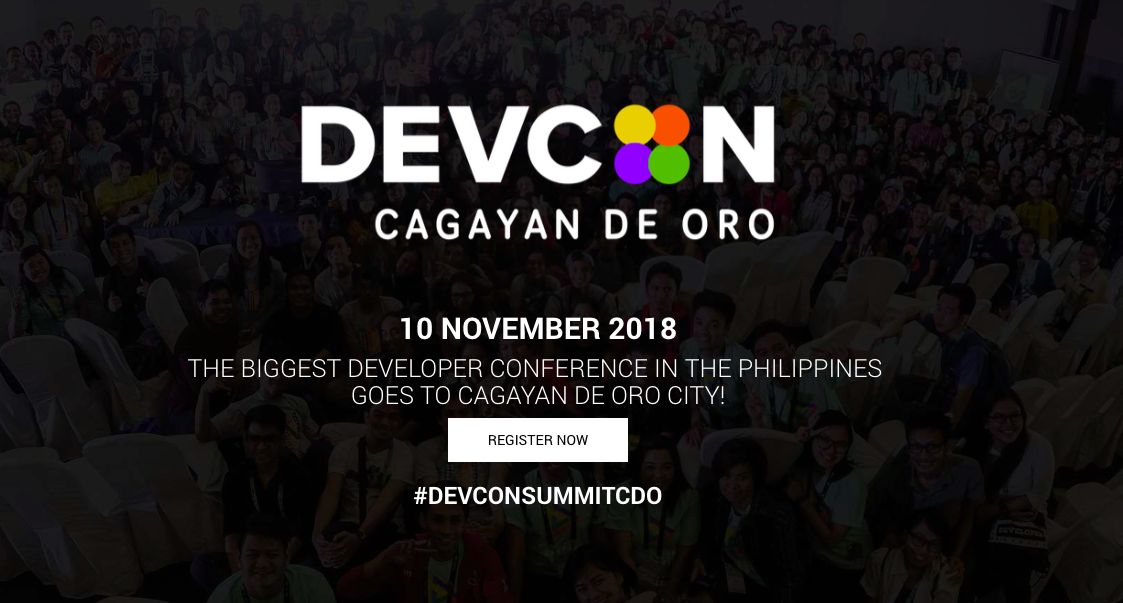 DEVCON
CAGAYAN DE ORO
10 NOVEMBER 2018
THE BIGGEST DEVELOPER CONFERENCE IN THE PHILIPPINES
GOES TO CAGAYAN DE ORO CITY!
REGISTER NOW
#DEVCONSUMMITCDO